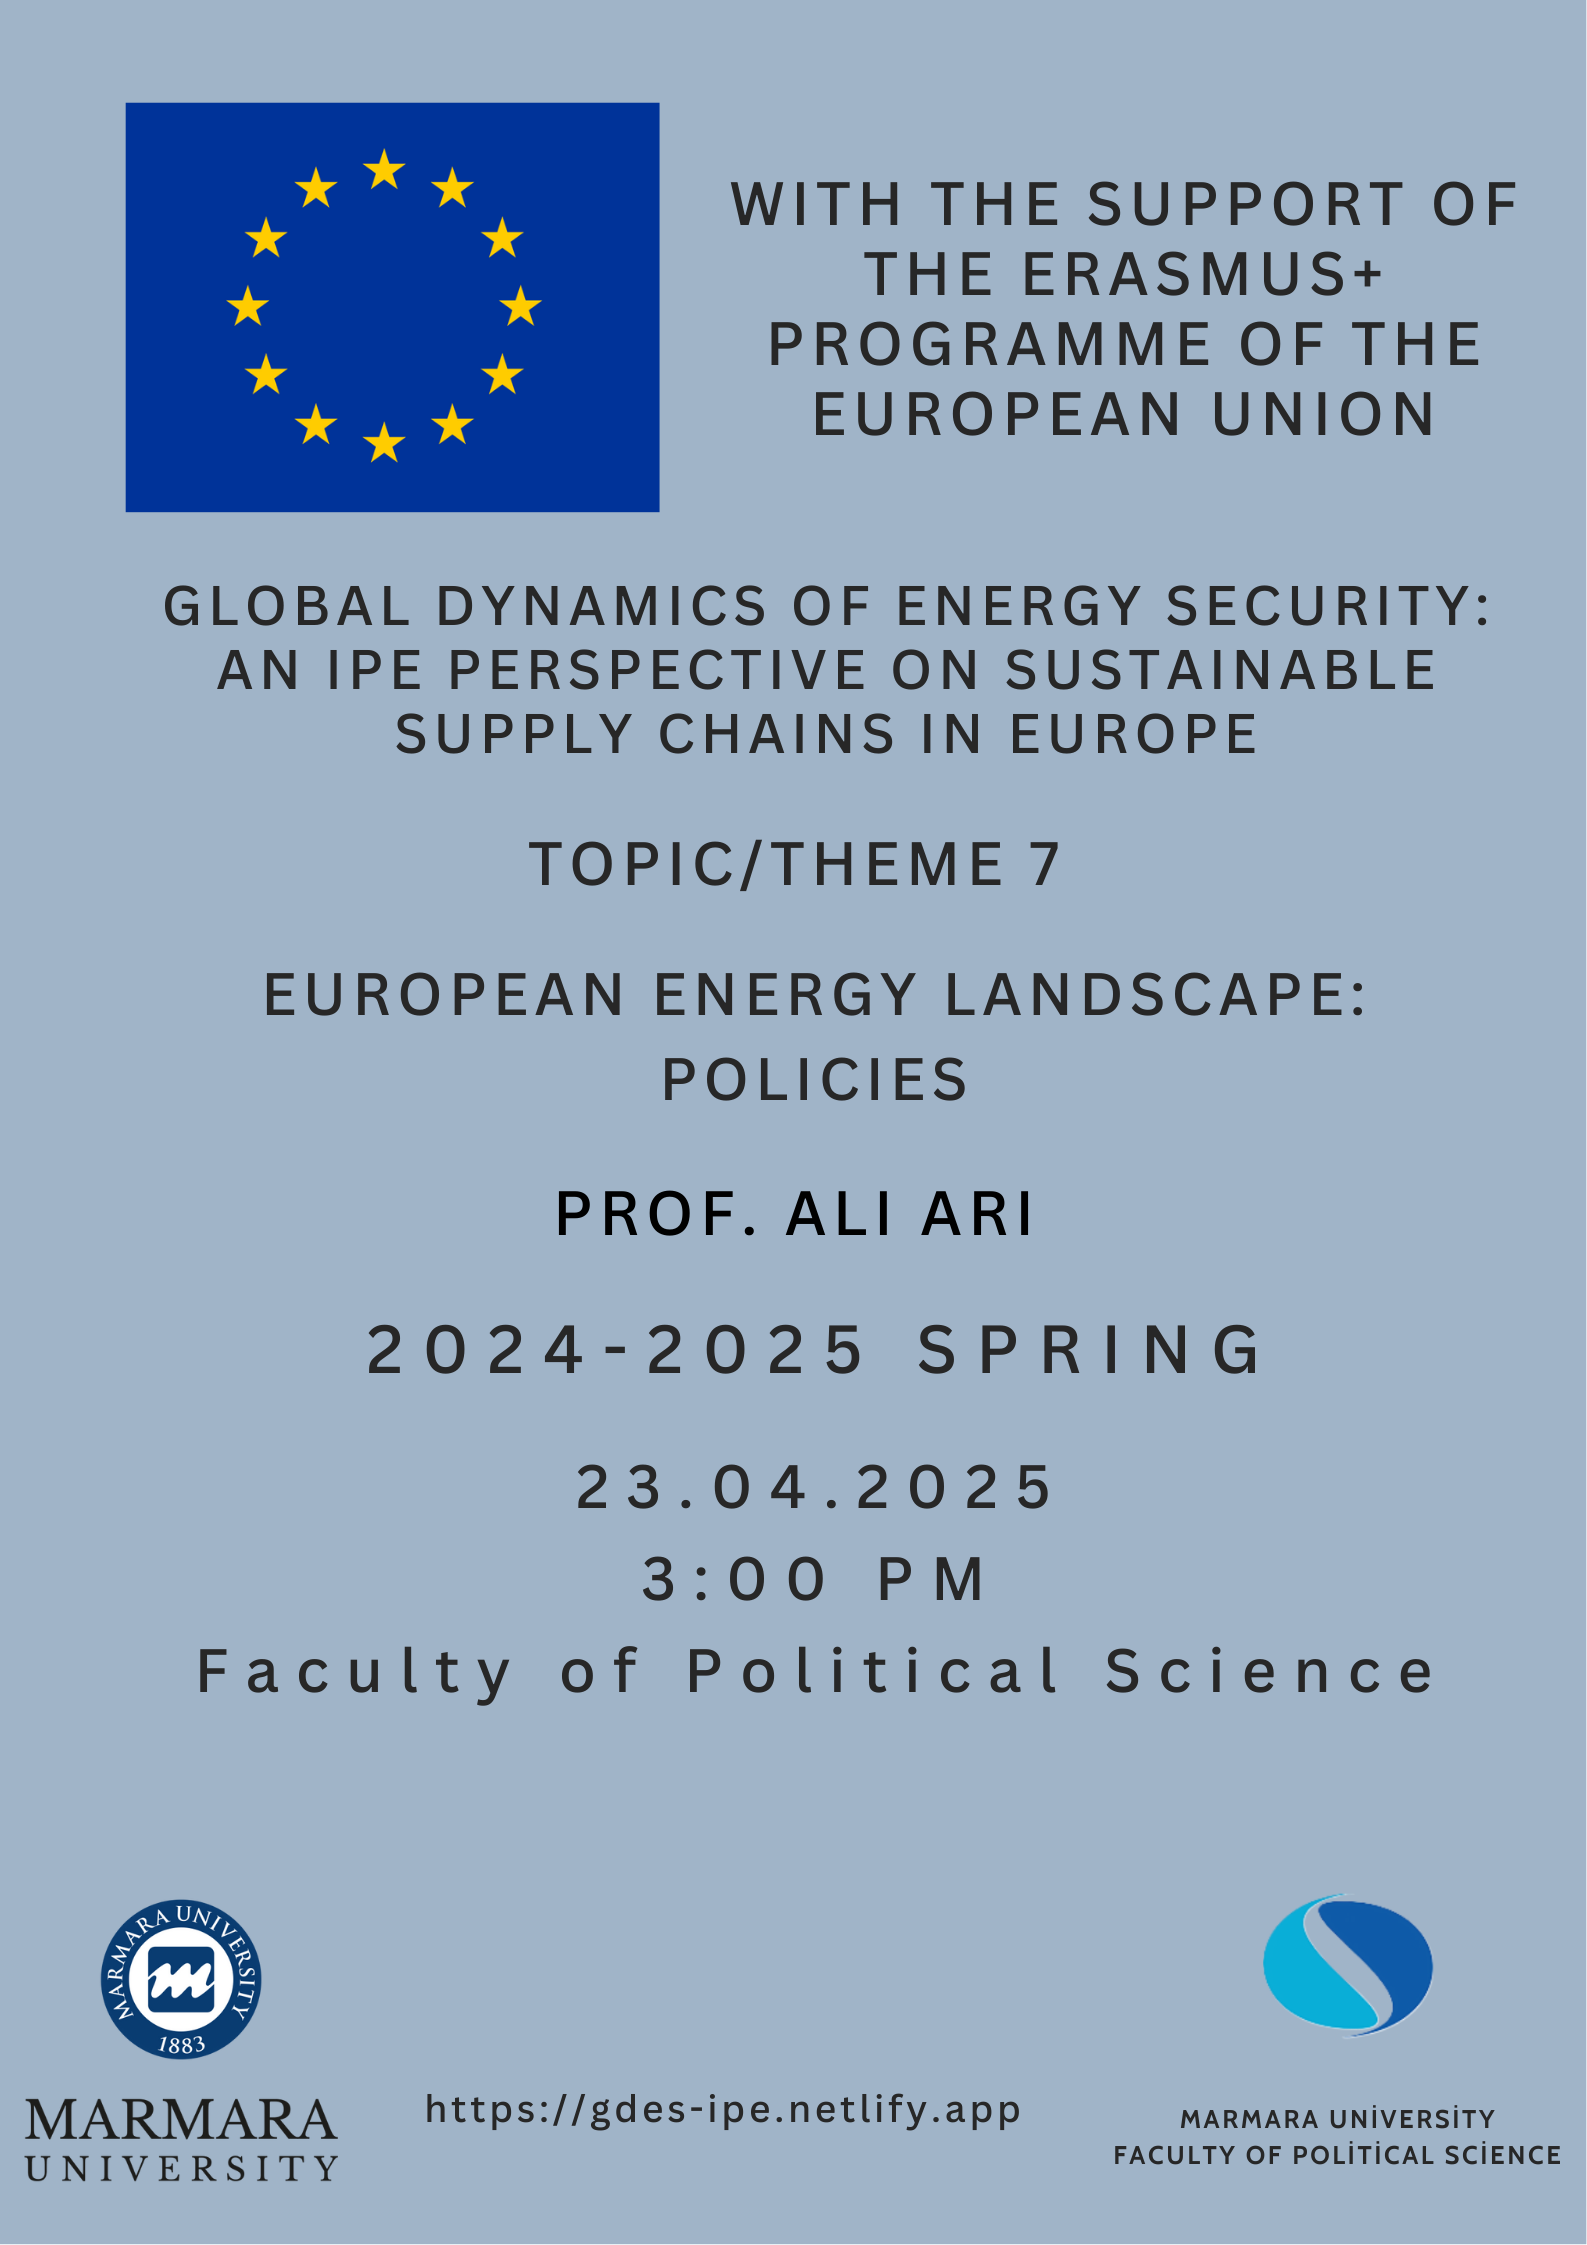 WITH THE SUPPORT OF
THE ERASMUS+
PROGRAMME OF THE
EUROPEAN UNION
GLOBAL DYNAMICS OF ENERGY SECURITY:
AN IPE PERSPECTIVE ON SUSTAINABLE
SUPPLY CHAINS IN EUROPE
TOPIC/THEME 7
EUROPEAN ENERGY LANDSCAPE:
POLICIES
PROF. ALI ARI
2024-2025 SPRING
23.04.2025
3:00 PM
Faculty of Political Science
MARMARA UNIVERSITY
m
1883
MARMARA
UNIVERSITY
https://gdes-ipe.netlify.app
MARMARA UNİVERSİTY
FACULTY OF POLİTİCAL SCİENCE